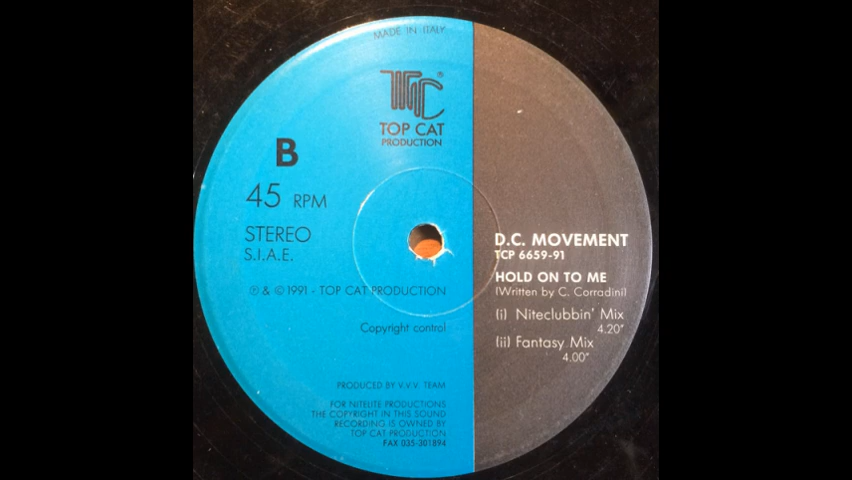 MADE IN ITALY
TC®
TOP CAT
PRODUCTION
B
45 RPM
STEREO
S.I.A.E.
℗ & © 1991 - TOP CAT PRODUCTION
Copyright control
PRODUCED BY V.V.V. TEAM
FOR NITELITE PRODUCTIONS
THE COPYRIGHT IN THIS SOUND
RECORDING IS OWNED BY
TOP CAT PRODUCTION
FAX 035-301894
D.C. MOVEMENT
TCP 6659-91
HOLD ON TO ME
(Written by C. Corradini)
(i) Niteclubbin' Mix
4.20"
(ii) Fantasy Mix
4.00"